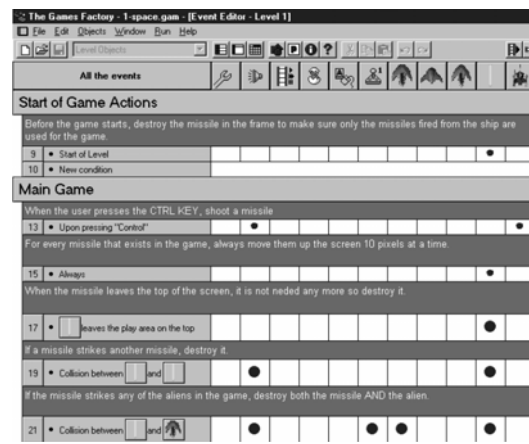 The Games Factory - 1-space.gam - [Event Editor - Level 1]
File Edit Objects Window Run Help
Level Objects
All the events
Start of Game Actions
Before the game starts, destroy the missile in the frame to make sure only the missiles fired from the ship are
used for the game.
9 • Start of Level
10 • New condition
Main Game
When the user presses the CTRL KEY, shoot a missile
13 • Upon pressing "Control"
For every missile that exists in the game, always move them up the screen 10 pixels at a time.
15 • Always
When the missile leaves the top of the screen, it is not neded any more so destroy it.
17 • leaves the play area on the top
If a missile strikes another missile, destroy it.
19 • Collision between and
If the missile strikes any of the aliens in the game, destroy both the missile AND the alien.
21 • Collision between and